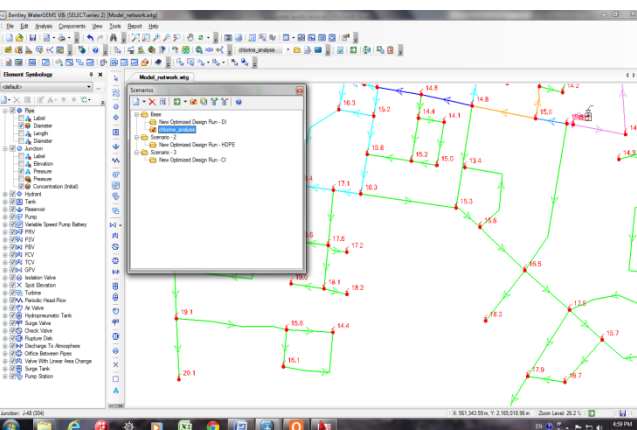 Bentley WaterGEMS V8i (SELECTseries 2) [Model_network.wtg]
File Edit Analysis Components View Tools Report Help
chlorine_analysis
Element Symbology
<default>
Pipe
Label
Diameter
Length
Diameter
Junction
Label
Elevation
Pressure
Pressure
Concentration (Initial)
Hydrant
Tank
Reservoir
Pump
Variable Speed Pump Battery
PRV
PSV
PBV
FCV
TCV
GPV
Isolation Valve
Spot Elevation
Turbine
Periodic Head-Flow
Air Valve
Hydropneumatic Tank
Surge Valve
Check Valve
Rupture Disk
Discharge To Atmosphere
Orifice Between Pipes
Valve With Linear Area Change
Surge Tank
Pump Station
Model_network.wtg
Scenarios
Base
New Optimized Design Run - DI
chlorine_analysis
Scenario - 2
New Optimized Design Run - HDPE
Scenario - 3
New Optimized Design Run - CI
14.8
14.8
16.3
15.2
14.4
14.1
15.0
14
15.6
15.2
15.0
13.4
14.3
17.1
16.3
15.3
15.8
17.6
17.2
16.5
19.0
18.1
18.2
17.5
19.1
15.6
14.4
18.3
15.7
15.1
20.1
17.9
18.7
Junction: J-48 (304)
X: 561,343.59 m, Y: 2,165,018.96 m
Zoom Level: 26.2 %
EN
4:59 PM